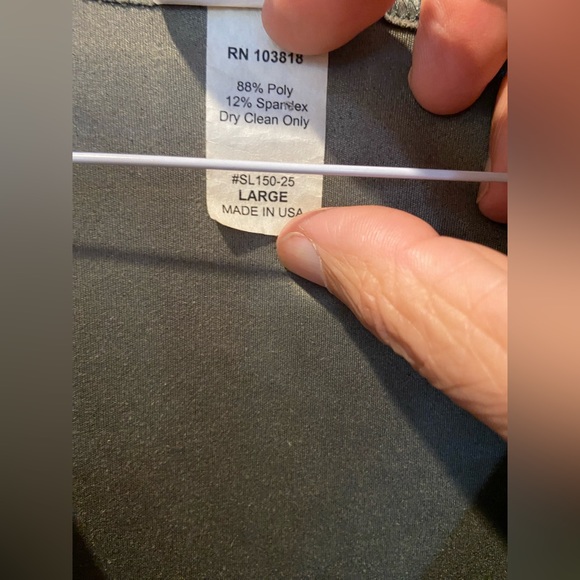 RN 103818
88% Poly
12% Spandex
Dry Clean Only
#SL150-25
LARGE
MADE IN USA